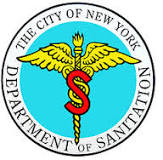 THE CITY OF NEW YORK
DEPARTMENT OF SANITATION
S